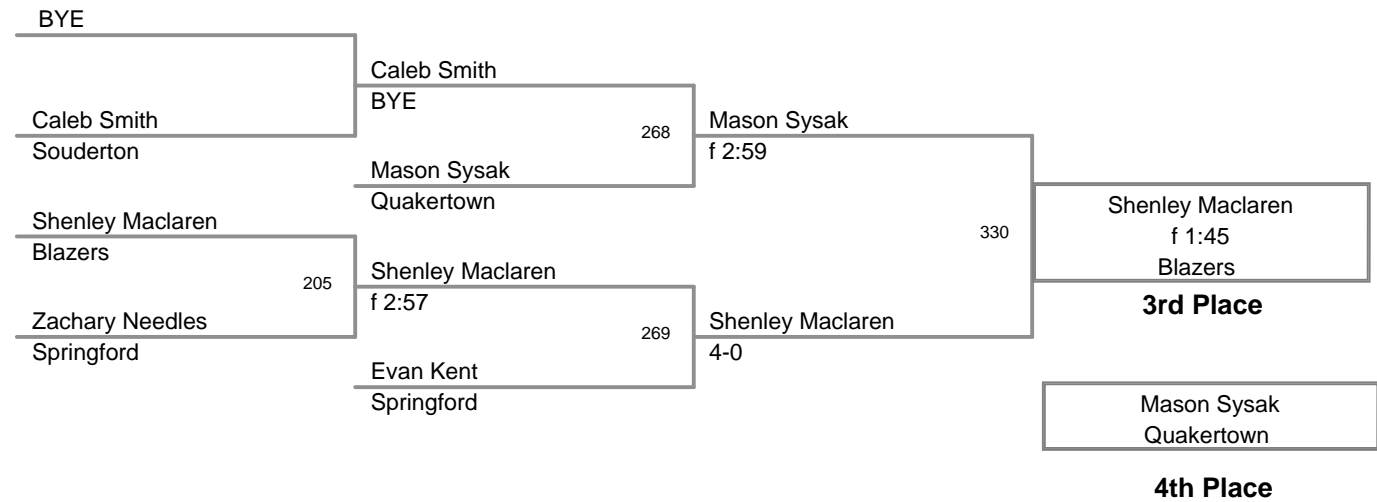 BYE
Caleb Smith
BYE
Caleb Smith
Souderton
268
Mason Sysak
f 2:59
Mason Sysak
Quakertown
Shenley Maclaren
Blazers
330
Shenley Maclaren
f 1:45
Blazers
3rd Place
205
Shenley Maclaren
f 2:57
Zachary Needles
Springford
269
Shenley Maclaren
4-0
Evan Kent
Springford
Mason Sysak
Quakertown
4th Place